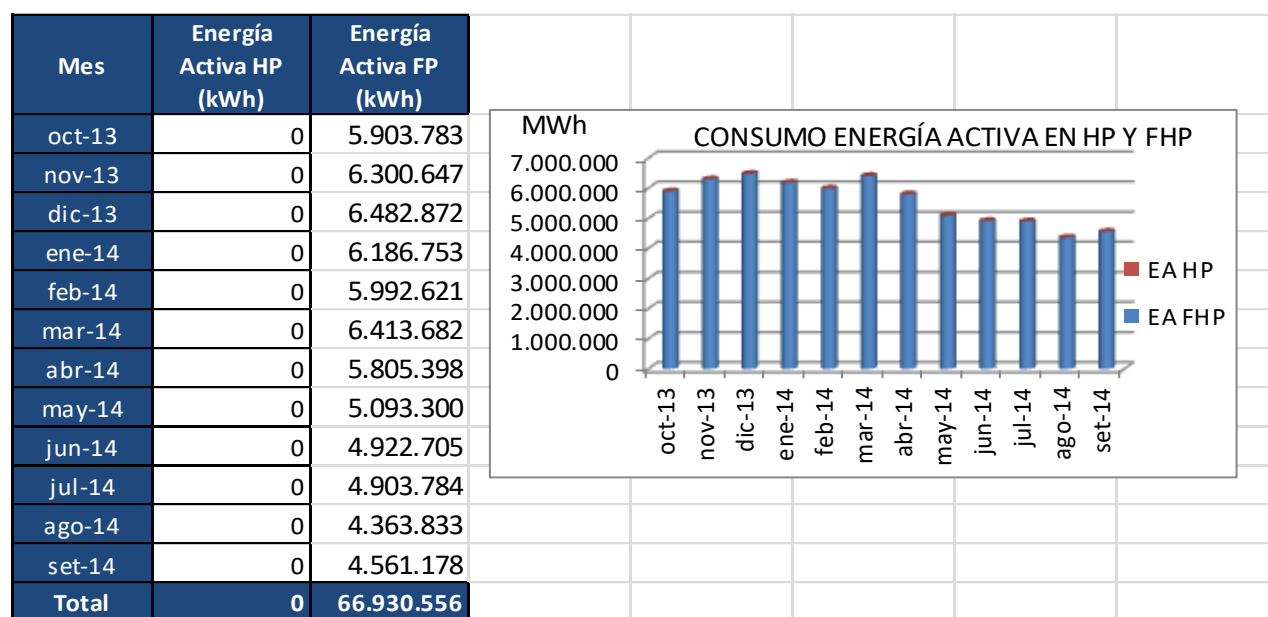 Mes Energía Activa HP (kWh) Energía Activa FP (kWh)
oct-13 0 5.903.783
nov-13 0 6.300.647
dic-13 0 6.482.872
ene-14 0 6.186.753
feb-14 0 5.992.621
mar-14 0 6.413.682
abr-14 0 5.805.398
may-14 0 5.093.300
jun-14 0 4.922.705
jul-14 0 4.903.784
ago-14 0 4.363.833
set-14 0 4.561.178
Total 0 66.930.556
MWh
CONSUMO ENERGÍA ACTIVA EN HP Y FHP
7.000.000
6.000.000
5.000.000
4.000.000
3.000.000
2.000.000
1.000.000
0
oct-13
nov-13
dic-13
ene-14
feb-14
mar-14
abr-14
may-14
jun-14
jul-14
ago-14
set-14
EA HP
EA FHP